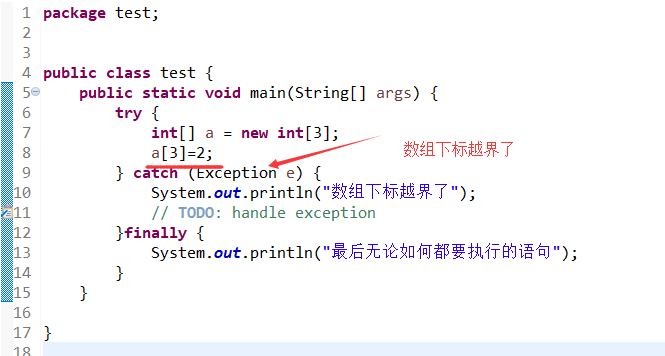 1 package test;
2
3
4 public class test {
5 public static void main(String[] args) {
6 try {
7 int[] a = new int[3];
8 a[3]=2;
数组下标越界了
9 } catch (Exception e) {
10 System.out.println("数组下标越界了");
11 // TODO: handle exception
12 }finally {
13 System.out.println("最后无论如何都要执行的语句");
14 }
15 }
16
17 }
18